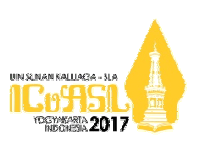 UIN SUNAN KALIJAGA - SLA
ICoASL
YOGYAKARTA
INDONESIA 2017